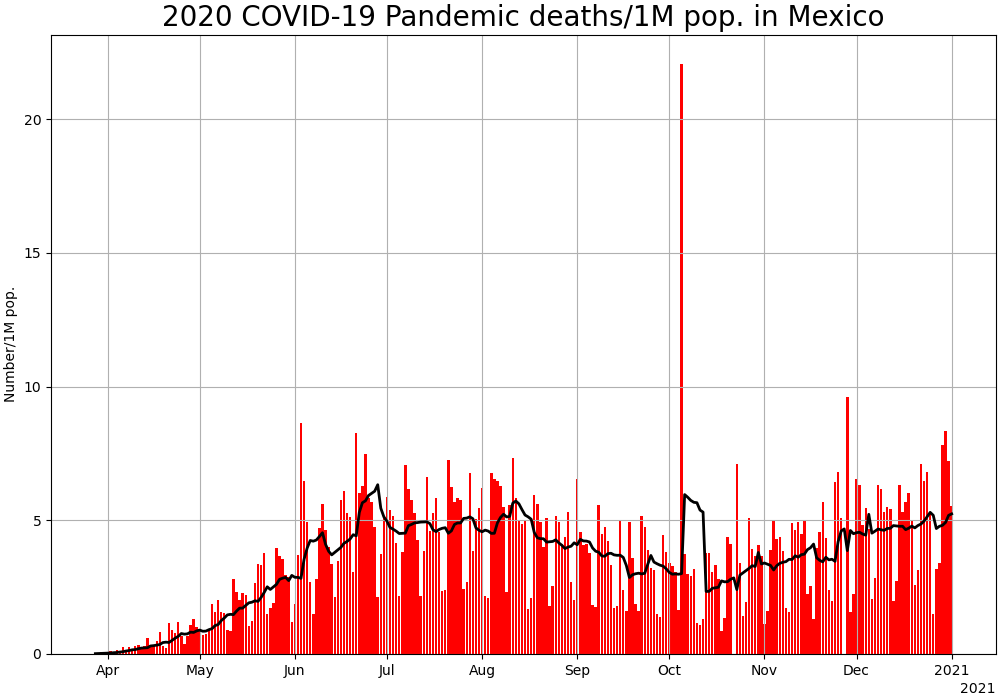 2020 COVID-19 Pandemic deaths/1M pop. in Mexico
Number/1M pop.
20
15
10
5
0
Apr May Jun Jul Aug Sep Oct Nov Dec 2021
2021